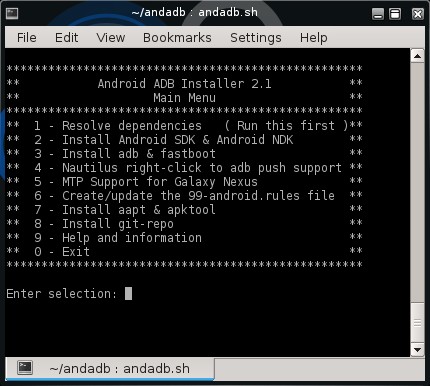 ~/andadb : andadb.sh
File Edit View Bookmarks Settings Help
***************************************************
** Android ADB Installer 2.1 **
** Main Menu **
***************************************************
** 1 - Resolve dependencies ( Run this first )**
** 2 - Install Android SDK & Android NDK **
** 3 - Install adb & fastboot **
** 4 - Nautilus right-click to adb push support **
** 5 - MTP Support for Galaxy Nexus **
** 6 - Create/update the 99-android.rules file **
** 7 - Install aapt & apktool **
** 8 - Install git-repo **
** 9 - Help and information **
** 0 - Exit **
***************************************************
Enter selection:
~/andadb : andadb.sh